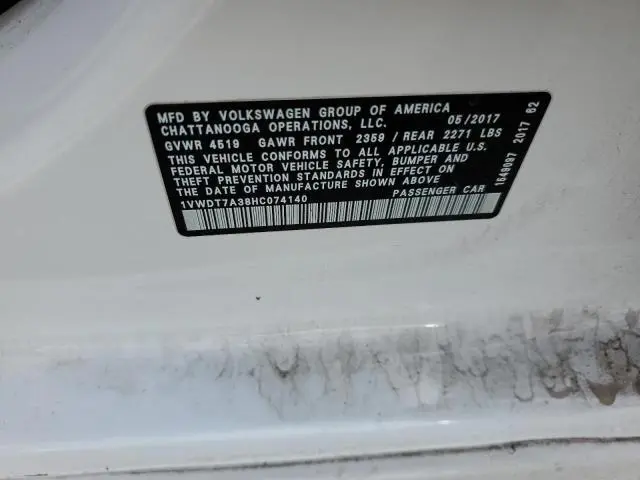 MFD BY VOLKSWAGEN GROUP OF AMERICA
CHATTANOOGA OPERATIONS, LLC. 05/2017
GVWR 4519 GAWR FRONT 2359 / REAR 2271 LBS
THIS VEHICLE CONFORMS TO ALL APPLICABLE U.S.
FEDERAL MOTOR VEHICLE SAFETY, BUMPER AND
THEFT PREVENTION STANDARDS IN EFFECT ON
THE DATE OF MANUFACTURE SHOWN ABOVE
1VWDT7A38HC074140 PASSENGER CAR
1649097 2017 62